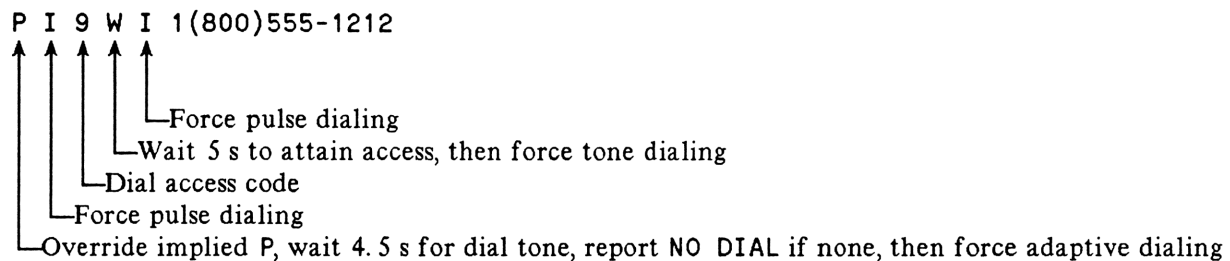 P I 9 W I 1(800)555-1212
Force pulse dialing
Wait 5 s to attain access, then force tone dialing
Dial access code
Force pulse dialing
Override implied P, wait 4.5 s for dial tone, report NO DIAL if none, then force adaptive dialing